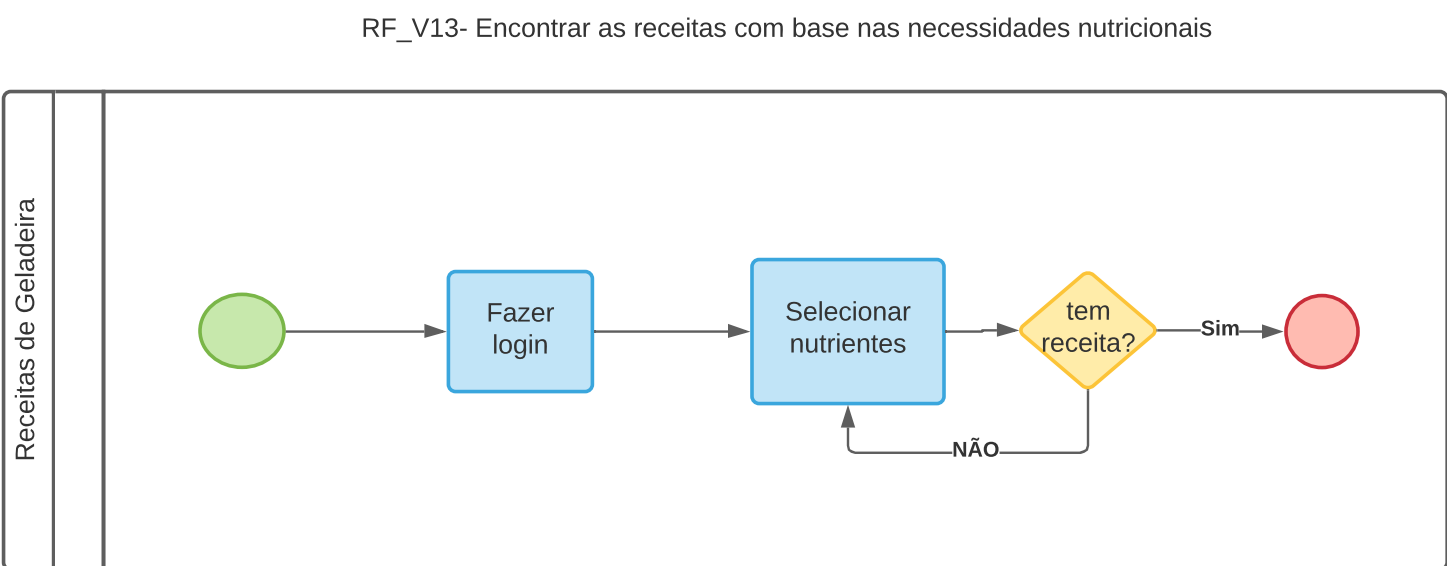 RF_V13- Encontrar as receitas com base nas necessidades nutricionais
Receitas de Geladeira
Fazer
login
Selecionar
nutrientes
tem
receita?
Sim
NÃO